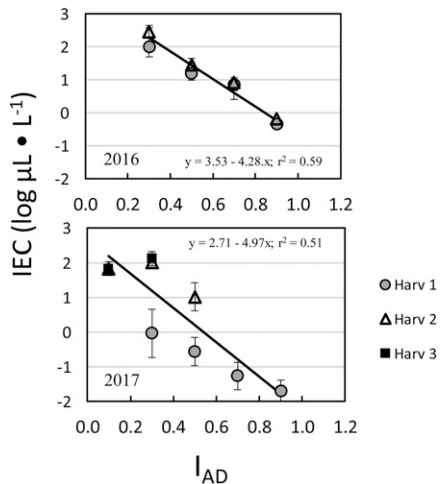 3
2
1
0
-1
-2
2016
y = 3.53 - 4.28.x; r² = 0.59
0.0 0.2 0.4 0.6 0.8 1.0 1.2
IEC (log µL • L⁻¹)
3
2
1
0
-1
-2
y = 2.71 - 4.97x; r² = 0.51
2017
0.0 0.2 0.4 0.6 0.8 1.0 1.2
I_AD
Harv 1
Harv 2
Harv 3